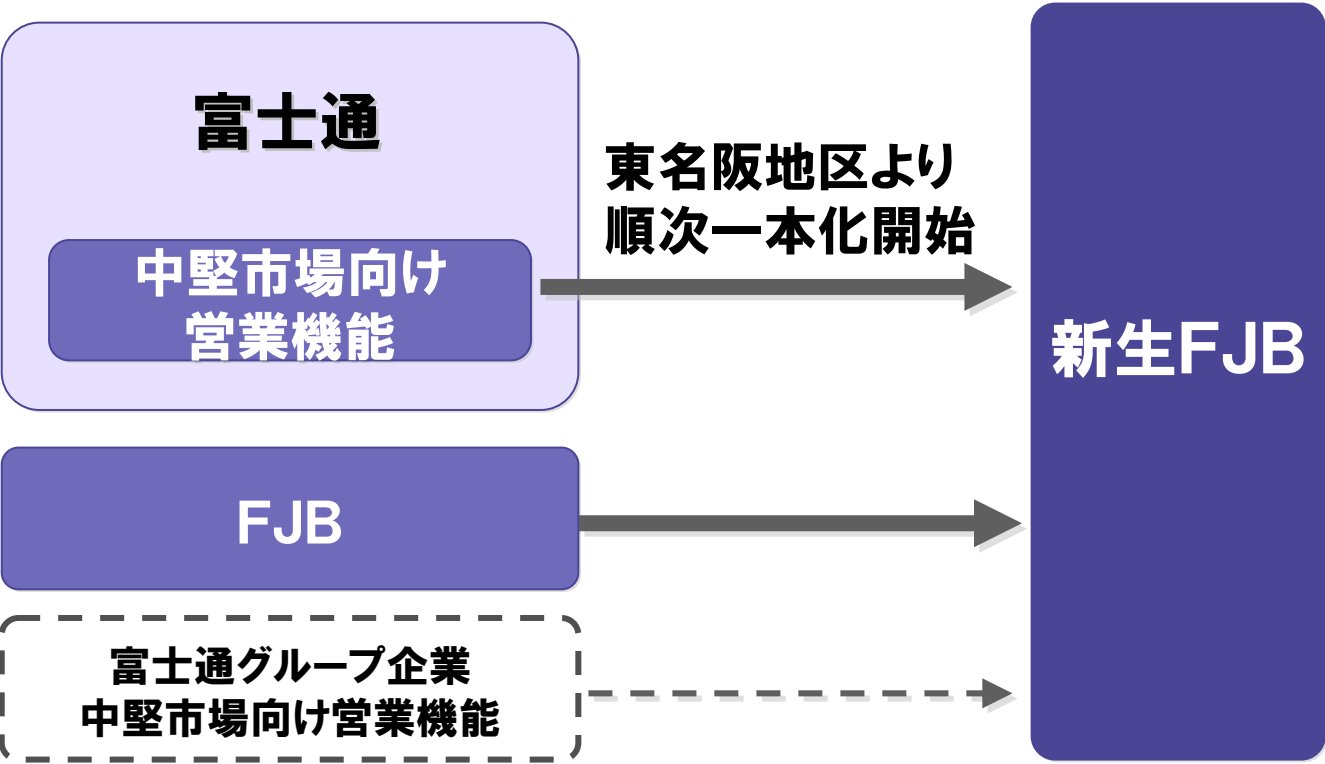 富士通
中堅市場向け
営業機能
東名阪地区より
順次一本化開始
新生FJB
FJB
富士通グループ企業
中堅市場向け営業機能